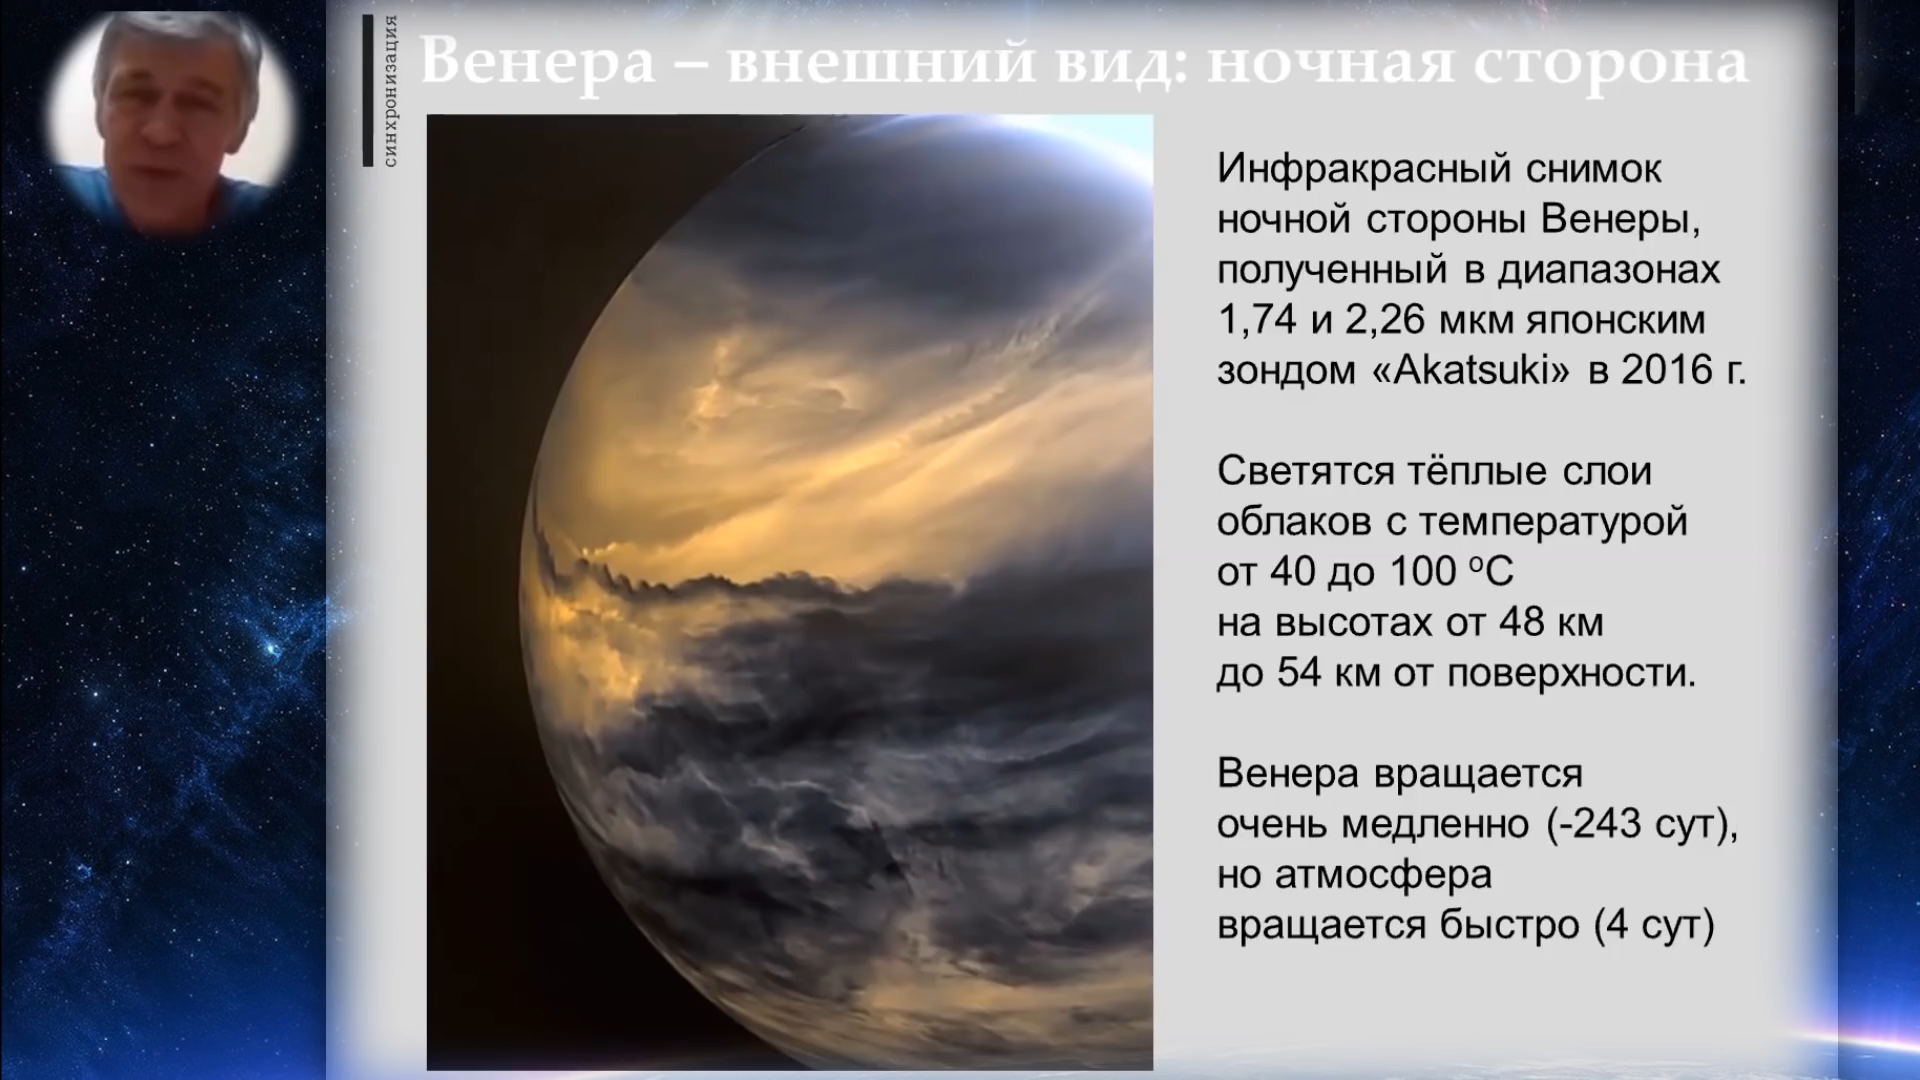 синхронизация
Венера – внешний вид: ночная сторона
Инфракрасный снимок
ночной стороны Венеры,
полученный в диапазонах
1,74 и 2,26 мкм японским
зондом «Akatsuki» в 2016 г.
Светятся тёплые слои
облаков с температурой
от 40 до 100 ºС
на высотах от 48 км
до 54 км от поверхности.
Венера вращается
очень медленно (-243 сут),
но атмосфера
вращается быстро (4 сут)